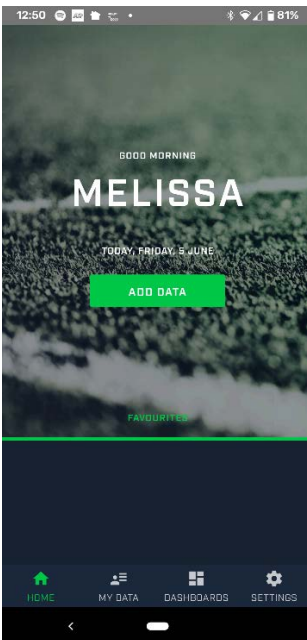 12:50 81%
GOOD MORNING
MELISSA
TODAY, FRIDAY, 5 JUNE
ADD DATA
FAVOURITES
HOME MY DATA DASHBOARDS SETTINGS